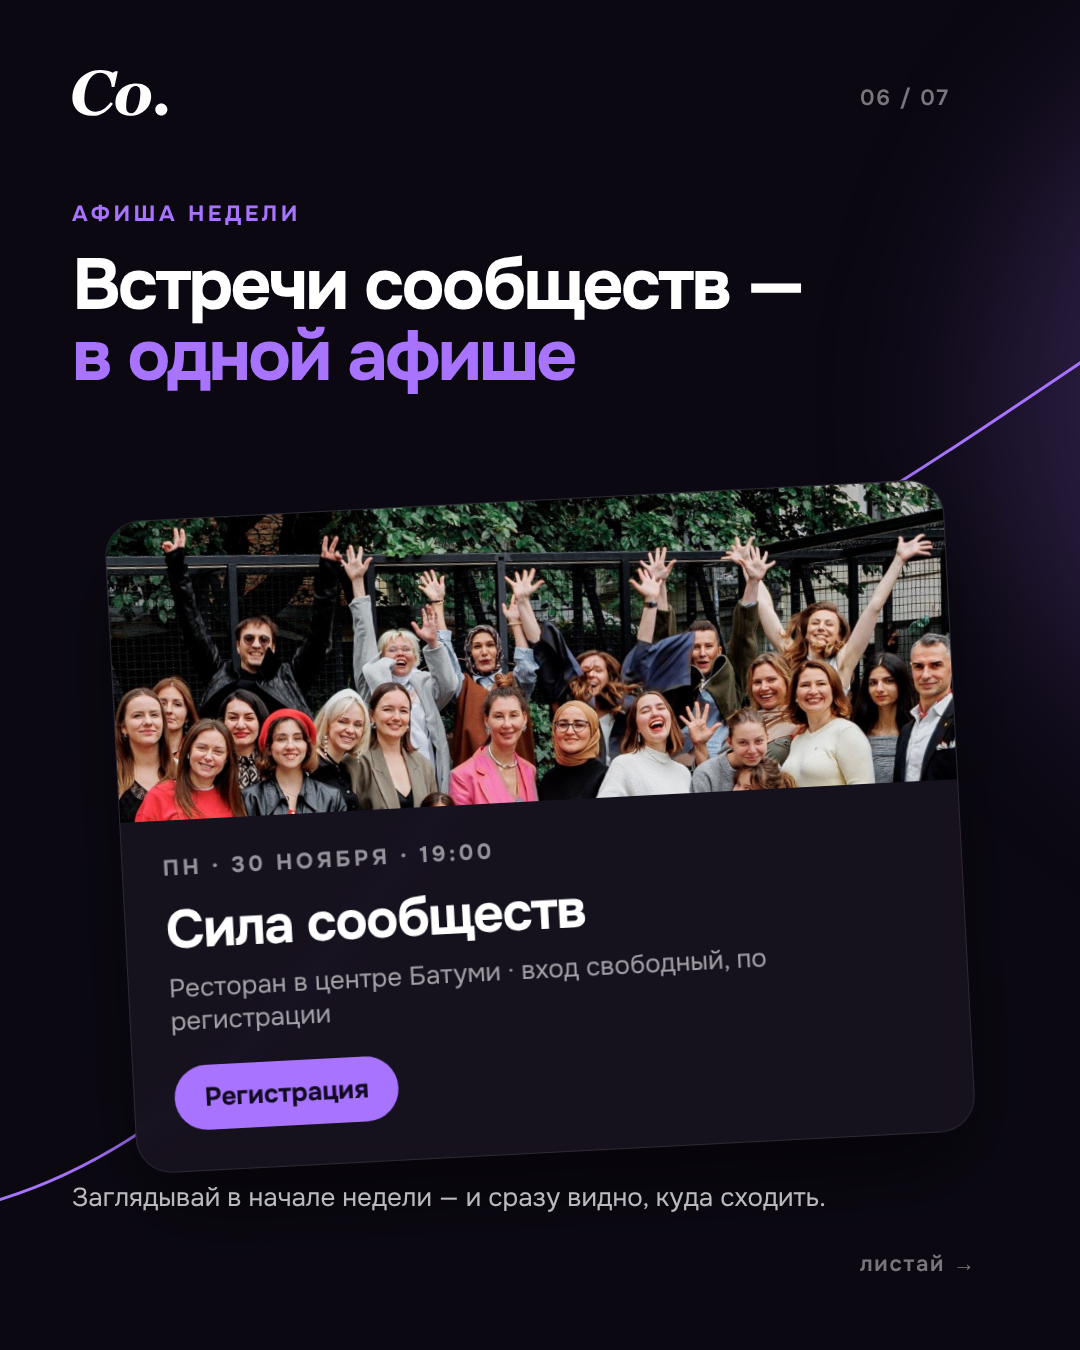 Co.
06 / 07
АФИША НЕДЕЛИ
Встречи сообществ —
в одной афише
ПН · 30 НОЯБРЯ · 19:00
Сила сообществ
Ресторан в центре Батуми · вход свободный, по
регистрации
Регистрация
Заглядывай в начале недели — и сразу видно, куда сходить.
листай →